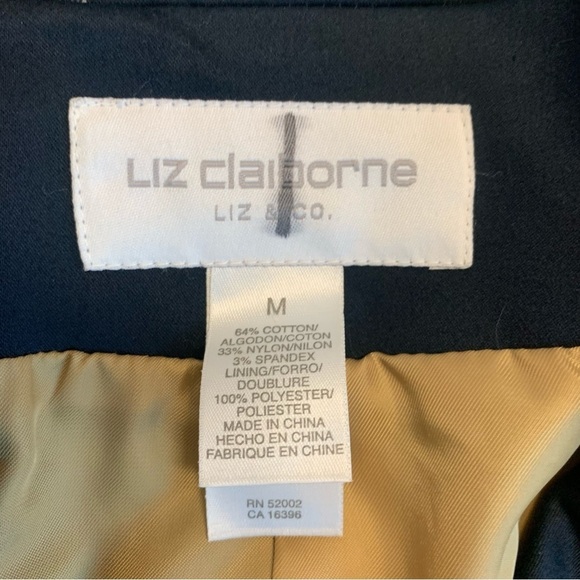 Liz claiborne
LIZ & CO.
M
64% COTTON/
ALGODON/COTON
33% NYLON/NILON
3% SPANDEX
LINING/FORRO/
DOUBLURE
100% POLYESTER/
POLIESTER
MADE IN CHINA
HECHO EN CHINA
FABRIQUE EN CHINE
RN 52002
CA 16396